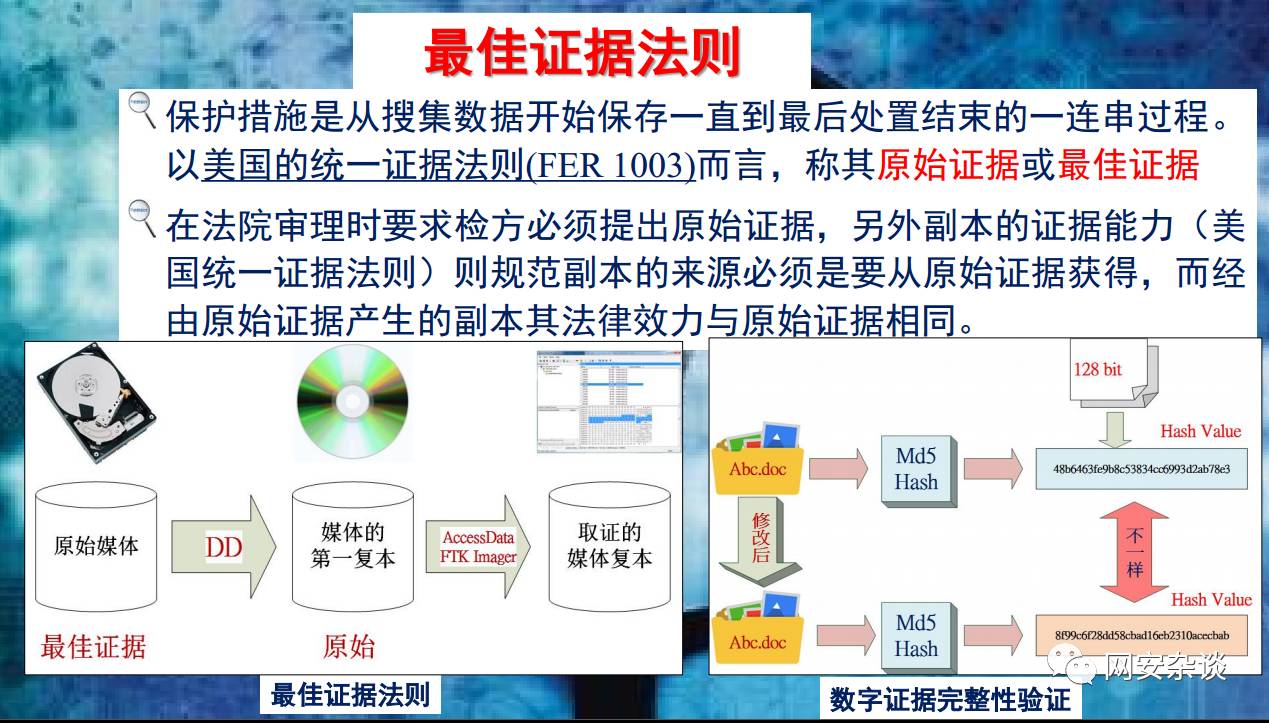 最佳证据法则
保护措施是从搜集数据开始保存一直到最后处置结束的一连串过程。
以美国的统一证据法则(FER 1003)而言，称其原始证据或最佳证据
在法院审理时要求检方必须提出原始证据，另外副本的证据能力（美
国统一证据法则）则规范副本的来源必须是要从原始证据获得，而经
由原始证据产生的副本其法律效力与原始证据相同。
原始媒体
DD
媒体的
第一复本
AccessData
FTK Imager
取证的
媒体复本
最佳证据
原始
最佳证据法则
128 bit
Hash Value
Abc.doc
Md5
Hash
48b6463fe9b8c53834cc6993d2ab78e3
修改后
不一样
Hash Value
Abc.doc
Md5
Hash
8f99c6f28dd58cbad16eb2310acecbab
网安杂谈
数字证据完整性验证